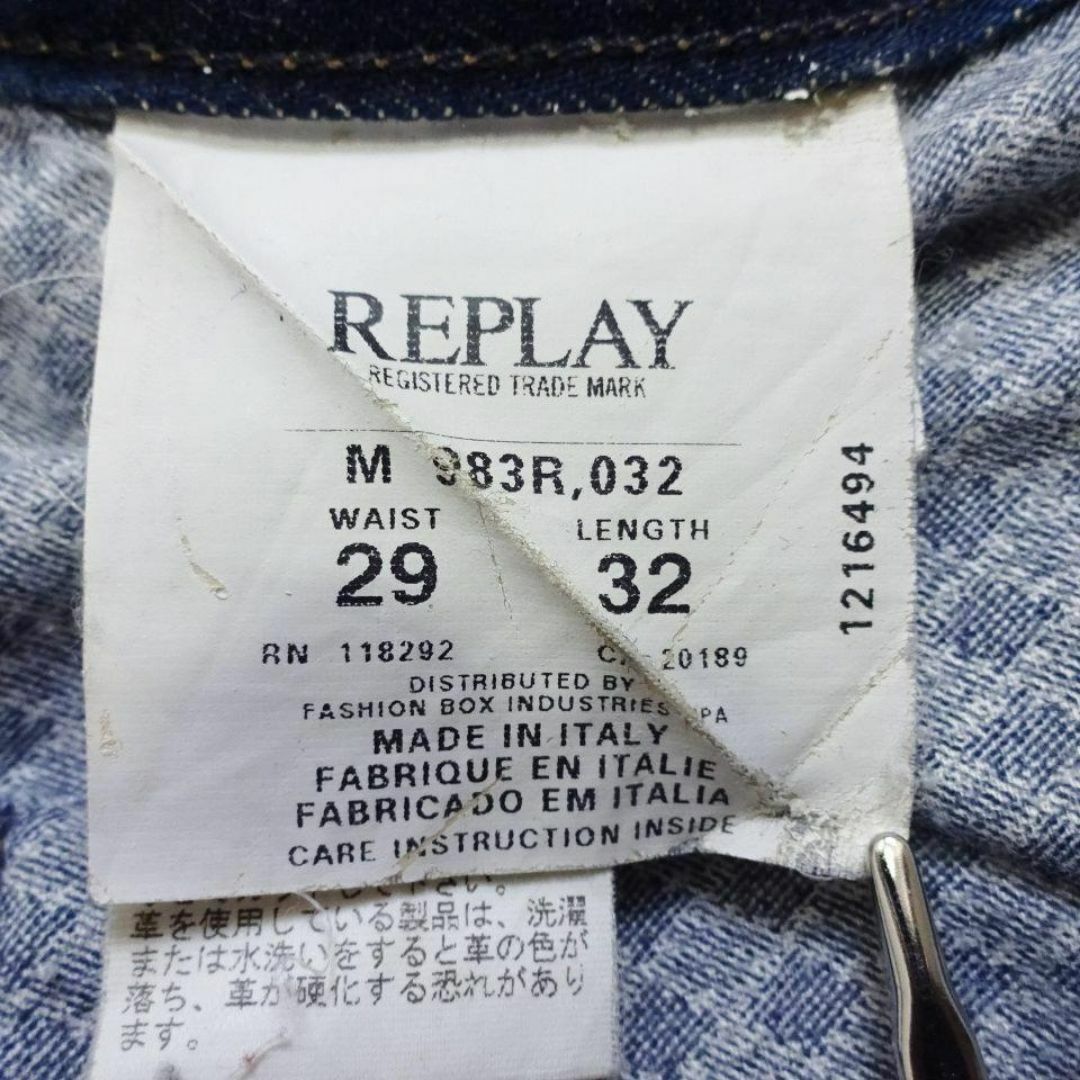 REPLAY
REGISTERED TRADE MARK
M 983R,032
WAIST LENGTH
29 32
RN 118292 20189
DISTRIBUTED BY
FASHION BOX INDUSTRIES
MADE IN ITALY
FABRIQUE EN ITALIE
FABRICADO EM ITALIA
CARE INSTRUCTION INSIDE
1216494
革を使用している製品は、洗濯
または水洗いをすると革の色が
落ち、革が硬化する恐れがあり
ます。